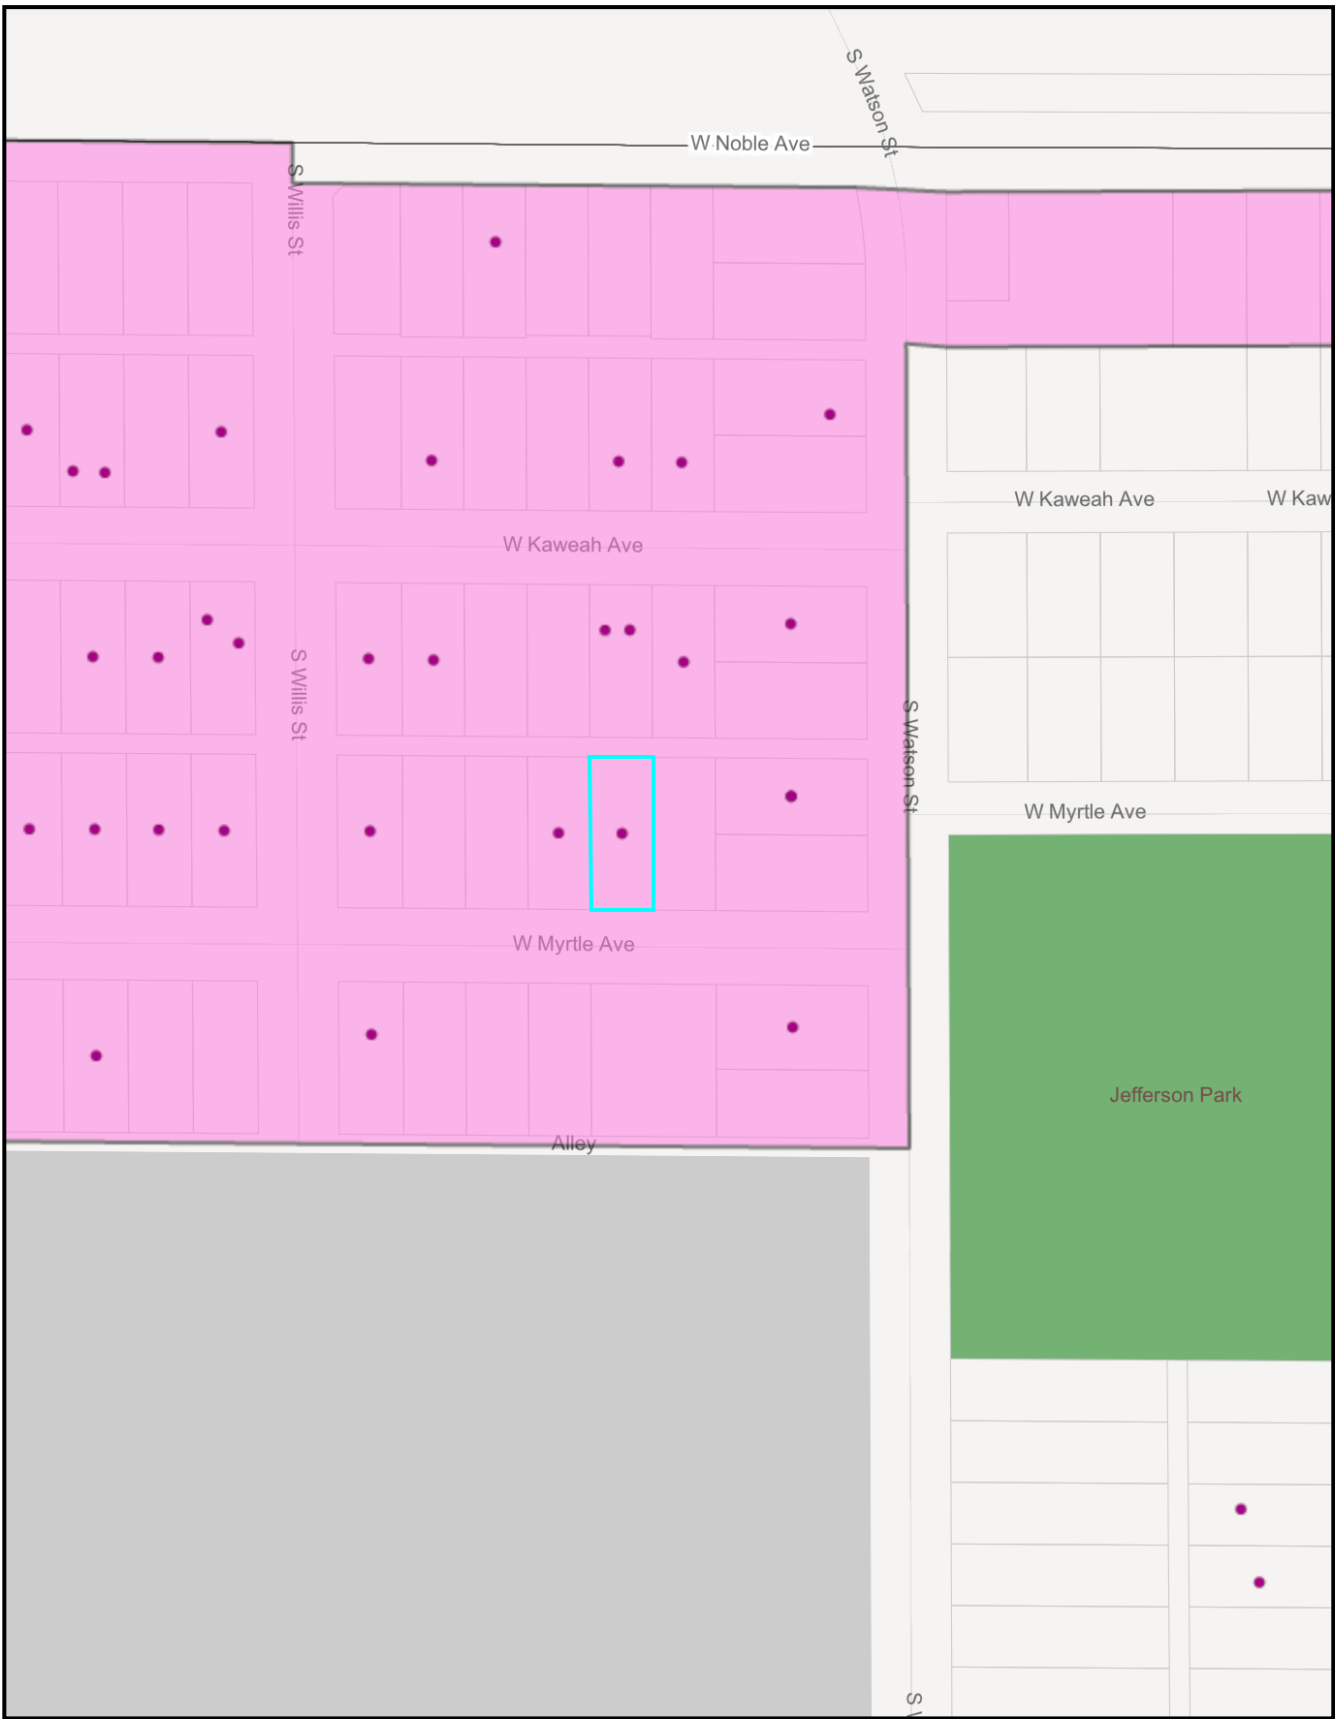 S Watson St
W Noble Ave
S Willis St
W Kaweah Ave
W Kaw
W Kaweah Ave
S Willis St
S Watson St
W Myrtle Ave
W Myrtle Ave
Jefferson Park
Alley
S